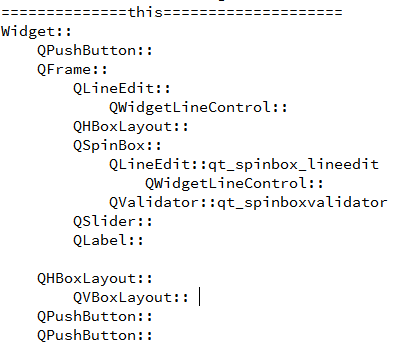 ==============this====================
Widget::
QPushButton::
QFrame::
QLineEdit::
QWidgetLineControl::
QHBoxLayout::
QSpinBox::
QLineEdit::qt_spinbox_lineedit
QWidgetLineControl::
QValidator::qt_spinboxvalidator
QSlider::
QLabel::
QHBoxLayout::
QVBoxLayout::
QPushButton::
QPushButton::